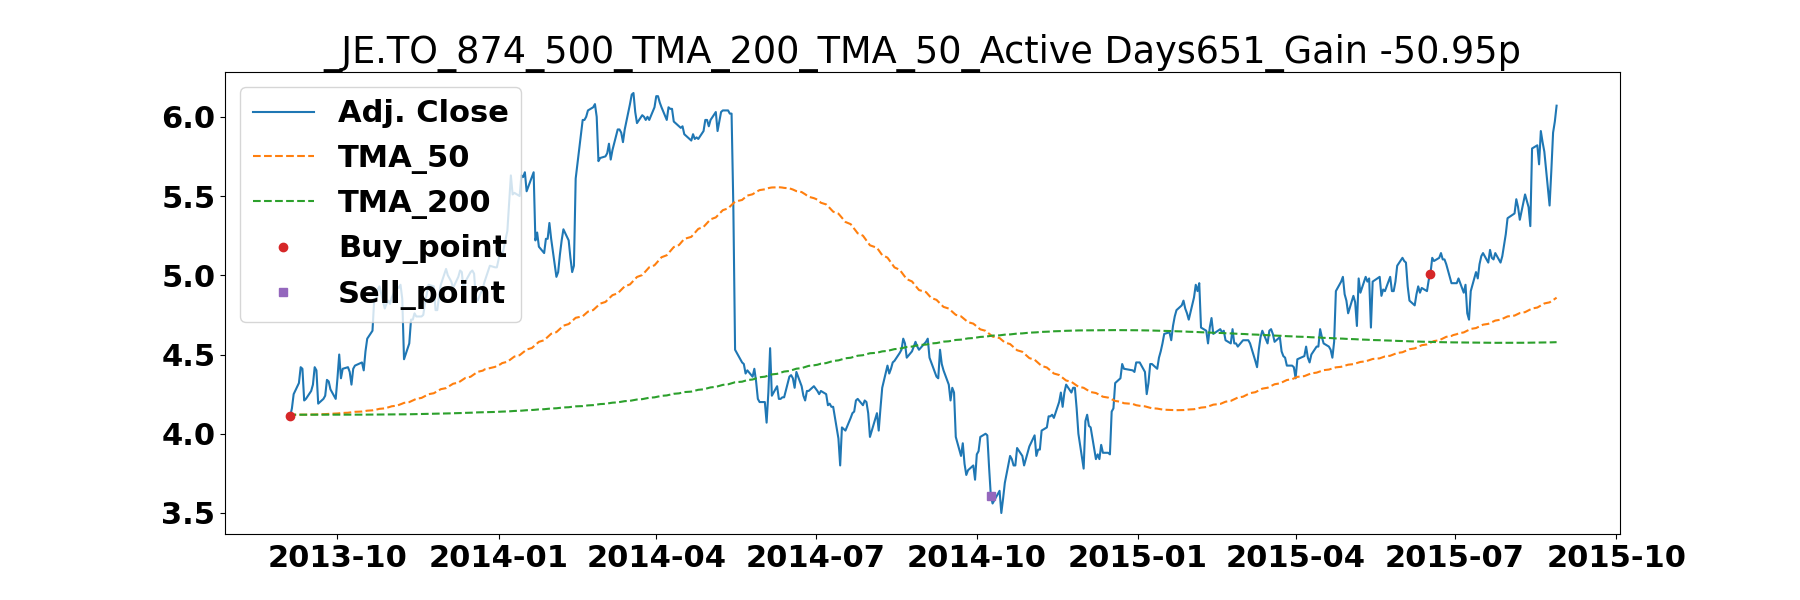 _JE.TO_874_500_TMA_200_TMA_50_Active Days651_Gain -50.95p
Adj. Close
TMA_50
TMA_200
Buy_point
Sell_point
6.0
5.5
5.0
4.5
4.0
3.5
2013-10 2014-01 2014-04 2014-07 2014-10 2015-01 2015-04 2015-07 2015-10